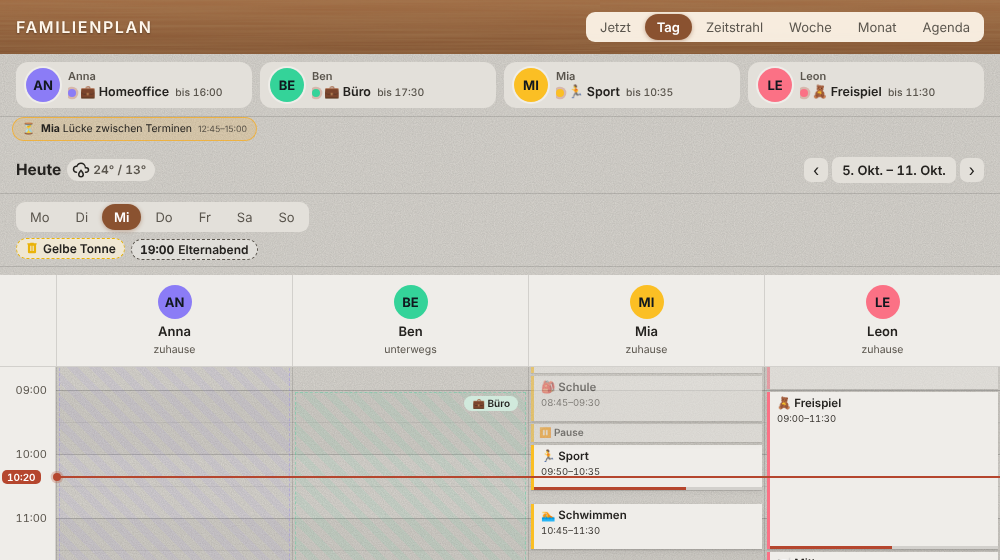 FAMILIENPLAN
Jetzt Tag Zeitstrahl Woche Monat Agenda
AN Anna
Homeoffice bis 16:00
BE Ben
Büro bis 17:30
MI Mia
Sport bis 10:35
LE Leon
Freispiel bis 11:30
Mia Lücke zwischen Terminen 12:45–15:00
Heute 24° / 13°
‹ 5. Okt. – 11. Okt. ›
Mo Di Mi Do Fr Sa So
Gelbe Tonne 19:00 Elternabend
AN BE MI LE
Anna Ben Mia Leon
zuhause unterwegs zuhause zuhause
Schule
08:45–09:30
09:00
Büro
Freispiel
09:00–11:30
Pause
10:00
Sport
09:50–10:35
10:20
Schwimmen
10:45–11:30
11:00